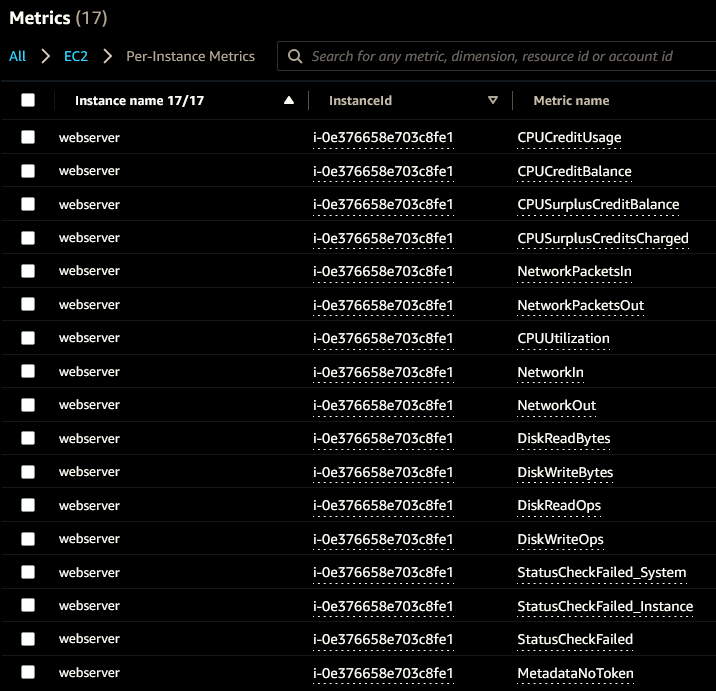 Metrics (17)
All > EC2 > Per-Instance Metrics Search for any metric, dimension, resource id or account id
Instance name 17/17 InstanceId Metric name
webserver i-0e376658e703c8fe1 CPUCreditUsage
webserver i-0e376658e703c8fe1 CPUCreditBalance
webserver i-0e376658e703c8fe1 CPUSurplusCreditBalance
webserver i-0e376658e703c8fe1 CPUSurplusCreditsCharged
webserver i-0e376658e703c8fe1 NetworkPacketsIn
webserver i-0e376658e703c8fe1 NetworkPacketsOut
webserver i-0e376658e703c8fe1 CPUUtilization
webserver i-0e376658e703c8fe1 NetworkIn
webserver i-0e376658e703c8fe1 NetworkOut
webserver i-0e376658e703c8fe1 DiskReadBytes
webserver i-0e376658e703c8fe1 DiskWriteBytes
webserver i-0e376658e703c8fe1 DiskReadOps
webserver i-0e376658e703c8fe1 DiskWriteOps
webserver i-0e376658e703c8fe1 StatusCheckFailed_System
webserver i-0e376658e703c8fe1 StatusCheckFailed_Instance
webserver i-0e376658e703c8fe1 StatusCheckFailed
webserver i-0e376658e703c8fe1 MetadataNoToken